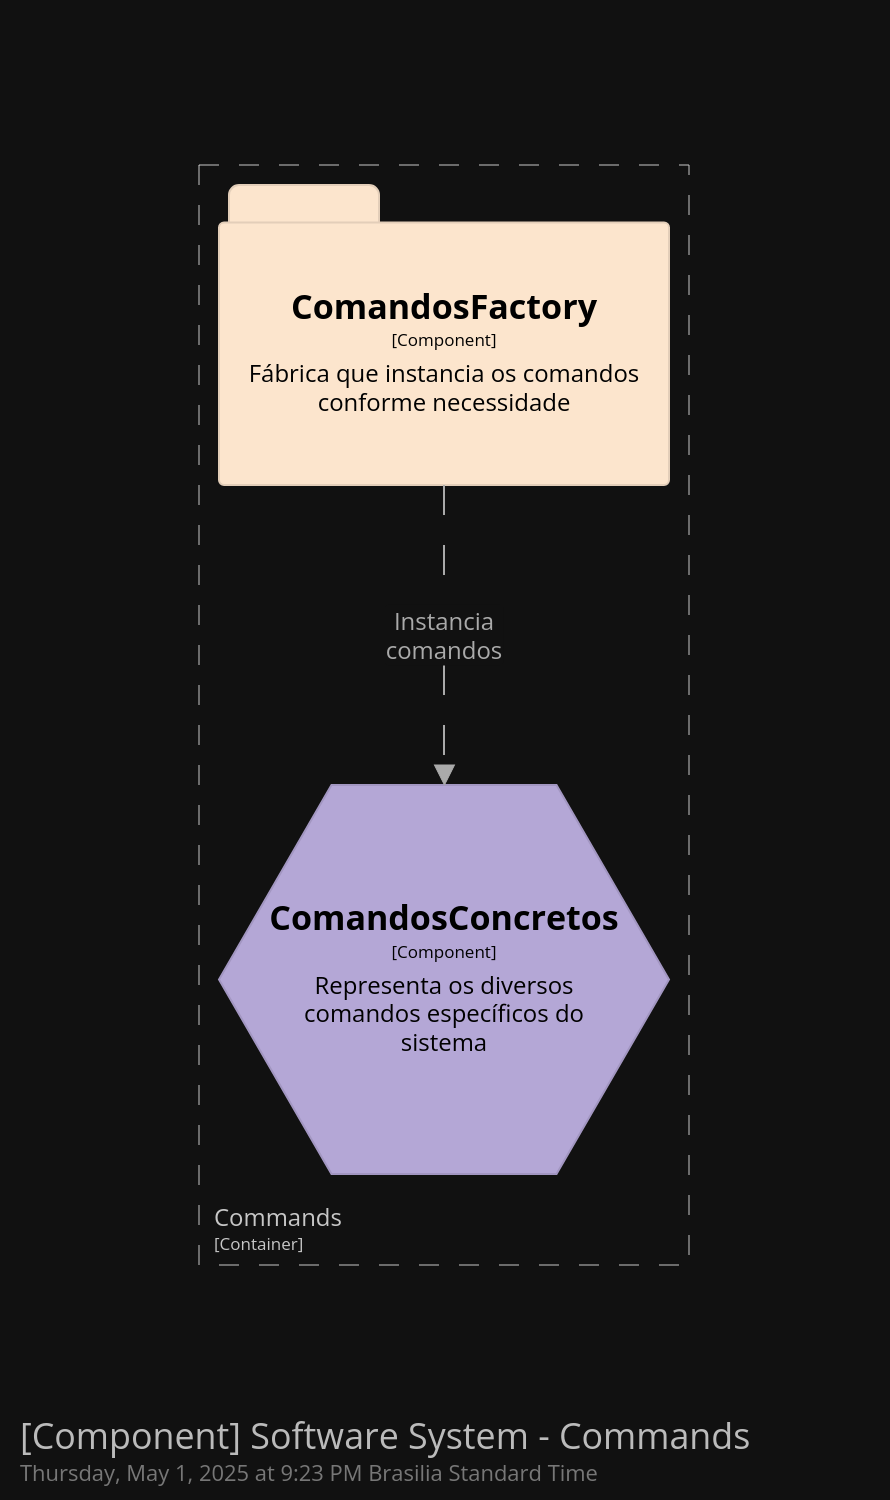 ComandosFactory
[Component]
Fábrica que instancia os comandos
conforme necessidade
Instancia
comandos
ComandosConcretos
[Component]
Representa os diversos
comandos específicos do
sistema
Commands
[Container]
[Component] Software System - Commands
Thursday, May 1, 2025 at 9:23 PM Brasilia Standard Time